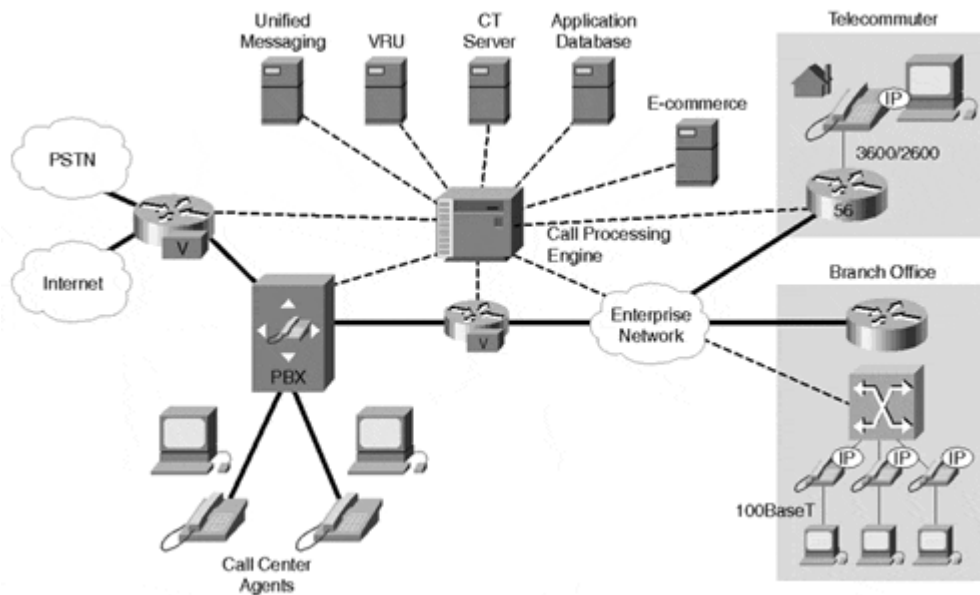 Unified
Messaging
VRU
CT
Server
Application
Database
Telecommuter
E-commerce
IP
3600/2600
PSTN
56
V
Internet
Call Processing
Engine
Branch Office
Enterprise
Network
V
PBX
IP
IP
IP
100BaseT
Call Center
Agents